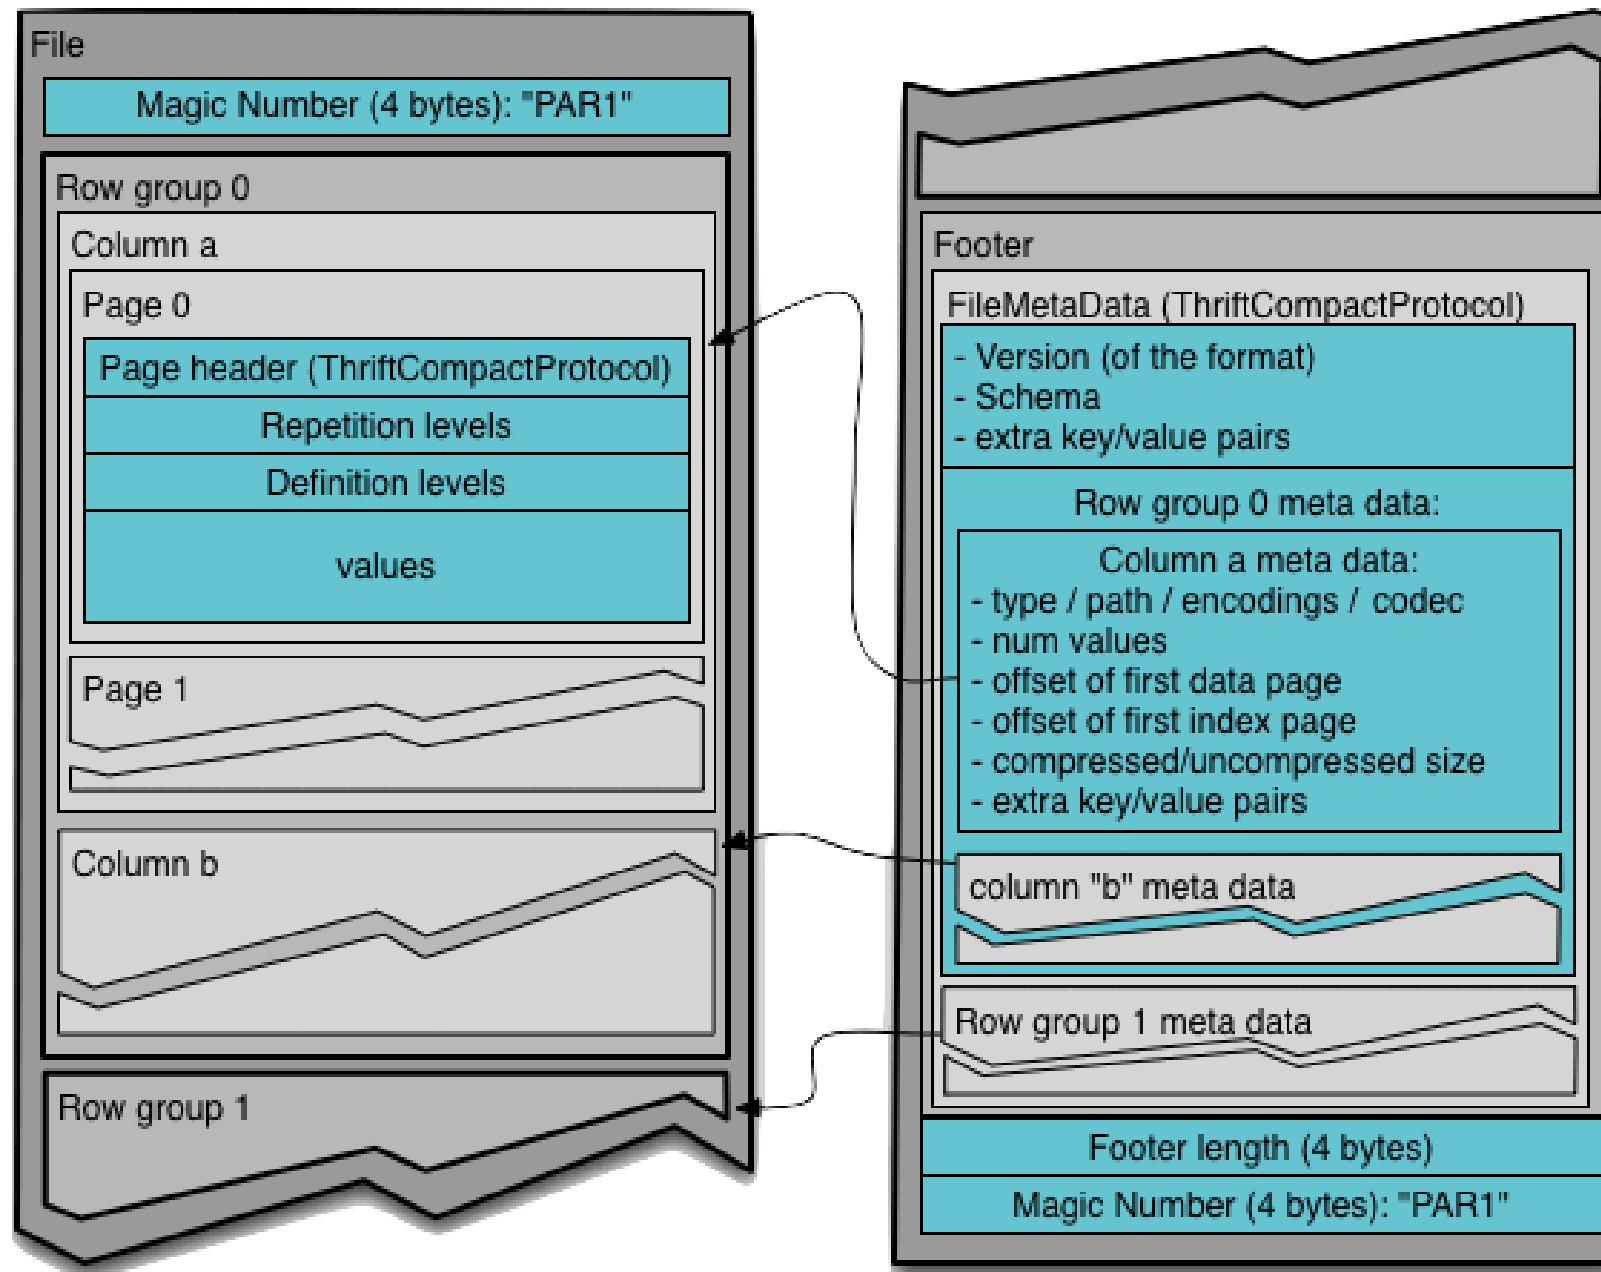 File
Magic Number (4 bytes): "PAR1"
Row group 0
Column a
Page 0
Page header (ThriftCompactProtocol)
Repetition levels
Definition levels
values
Page 1
Column b
Row group 1
Footer
FileMetaData (ThriftCompactProtocol)
- Version (of the format)
- Schema
- extra key/value pairs
Row group 0 meta data:
Column a meta data:
- type / path / encodings / codec
- num values
- offset of first data page
- offset of first index page
- compressed/uncompressed size
- extra key/value pairs
column "b" meta data
Row group 1 meta data
Footer length (4 bytes)
Magic Number (4 bytes): "PAR1"